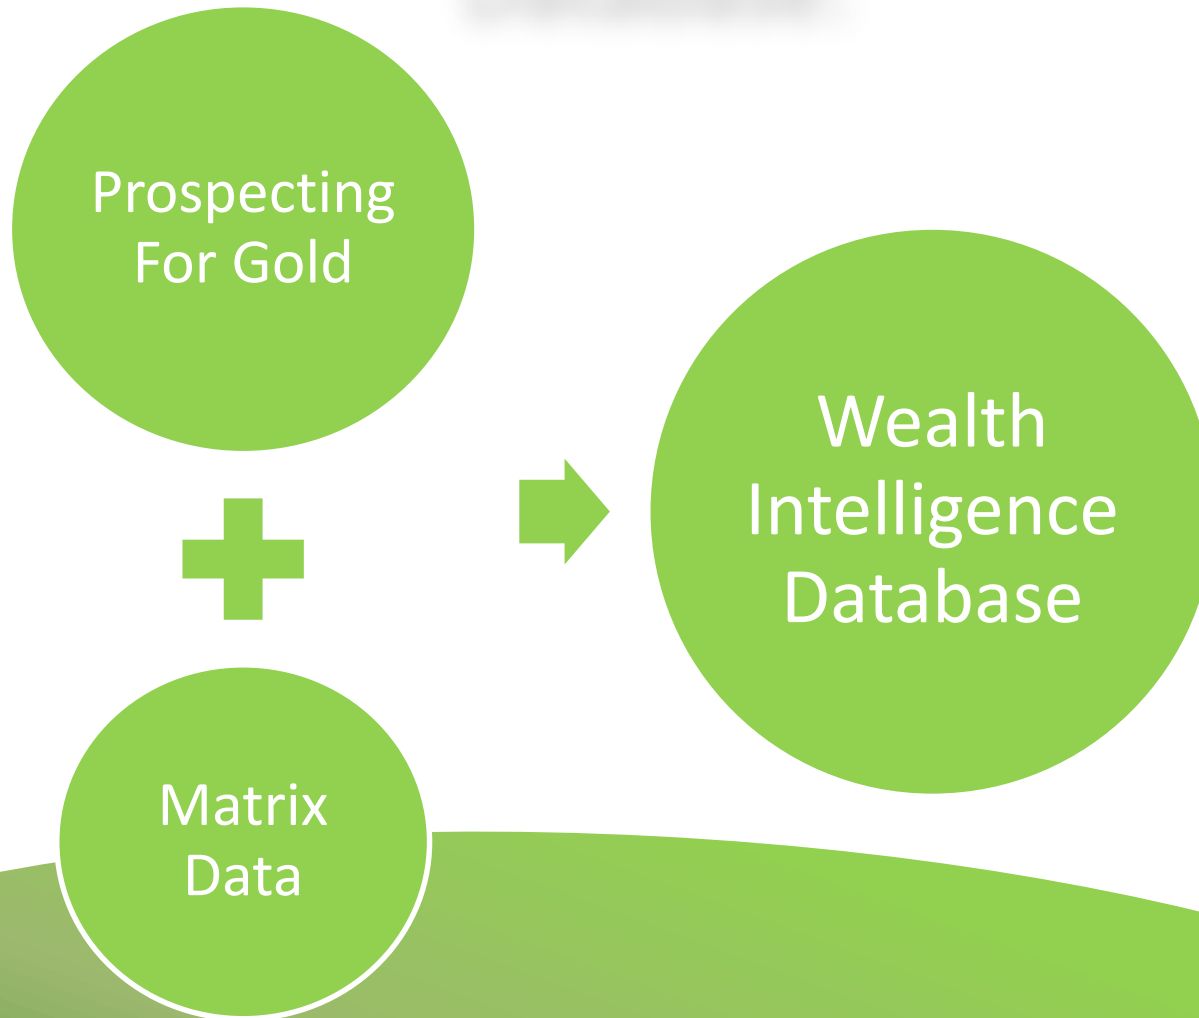 Prospecting
For Gold
Matrix
Data
Wealth
Intelligence
Database